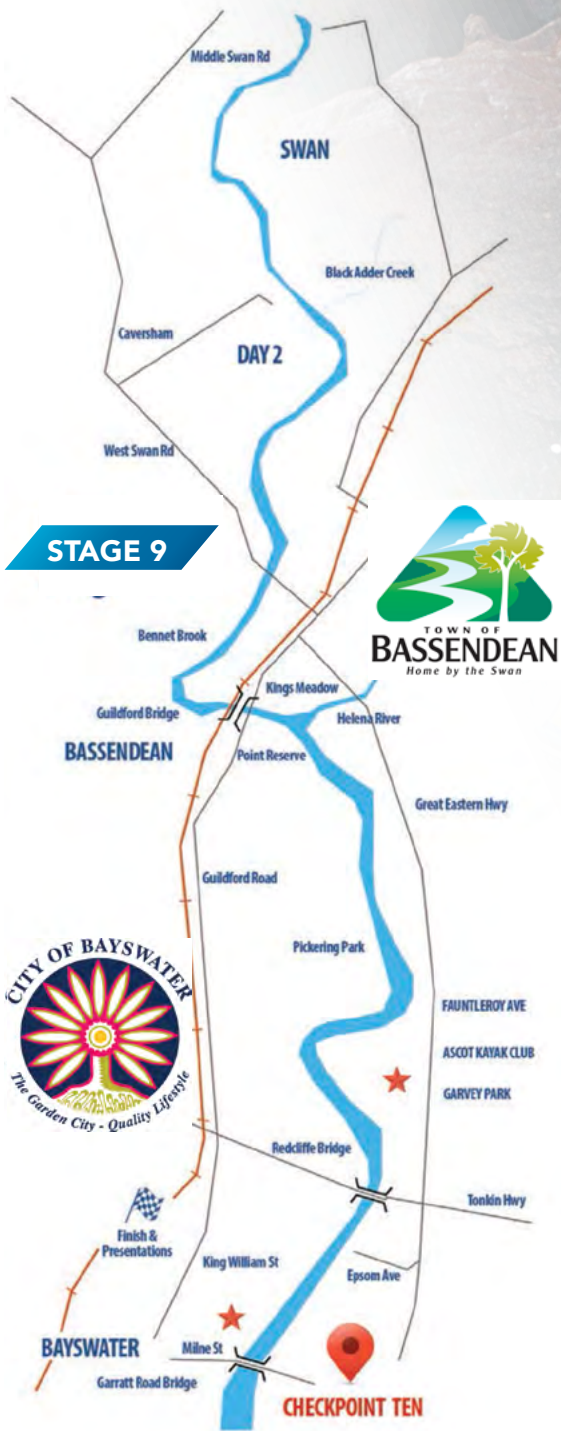 Middle Swan Rd
SWAN
Black Adder Creek
Caversham
DAY 2
West Swan Rd
STAGE 9
TOWN OF
BASSENDEAN
Home by the Swan
Bennet Brook
Kings Meadow
Guildford Bridge
Helena River
BASSENDEAN
Point Reserve
Great Eastern Hwy
Guildford Road
Pickering Park
CITY OF BAYSWATER
The Garden City - Quality Lifestyle
FAUNTLEROY AVE
ASCOT KAYAK CLUB
GARVEY PARK
Redcliffe Bridge
Tonkin Hwy
Finish &
Presentations
King William St
Epsom Ave
BAYSWATER
Milne St
Garratt Road Bridge
CHECKPOINT TEN